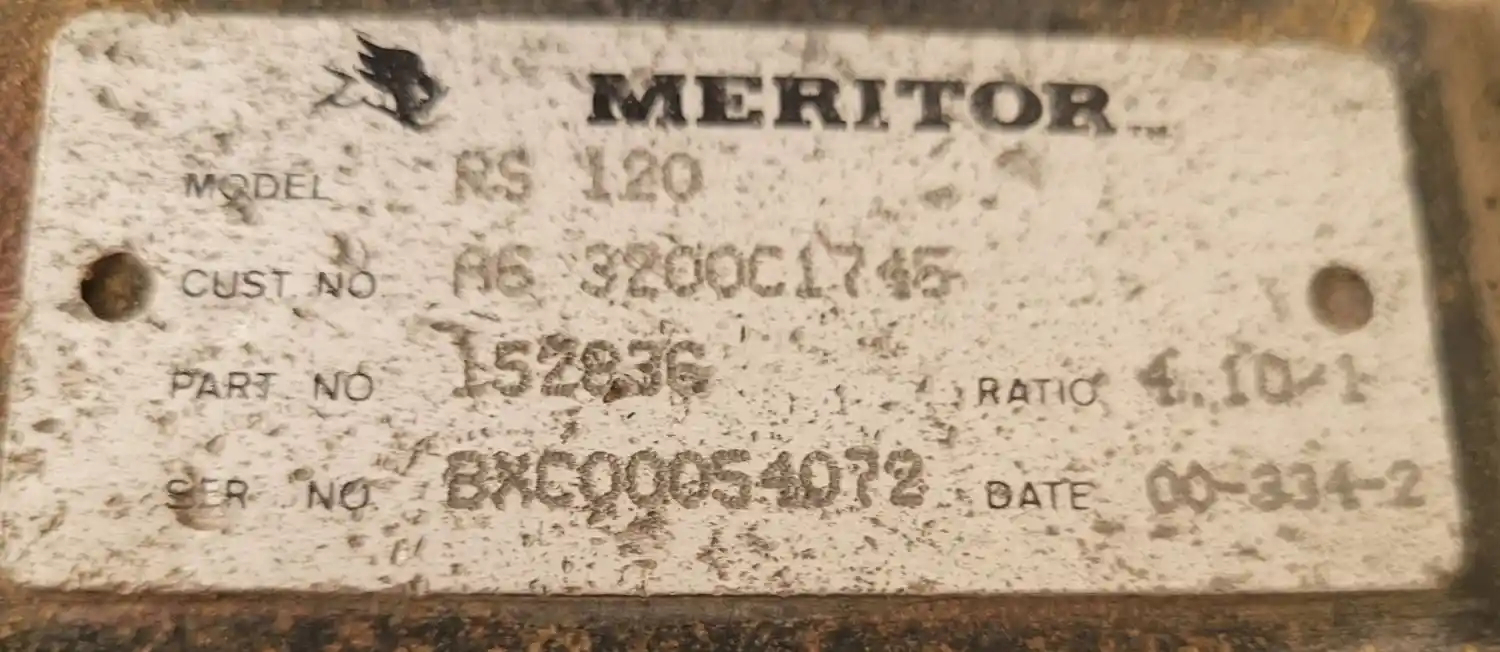 MERITOR™
MODEL RS 120
CUST NO A6 3200C1745
PART NO 152836 RATIO 4.10/1
SER NO BXC00054072 DATE 00-334-2